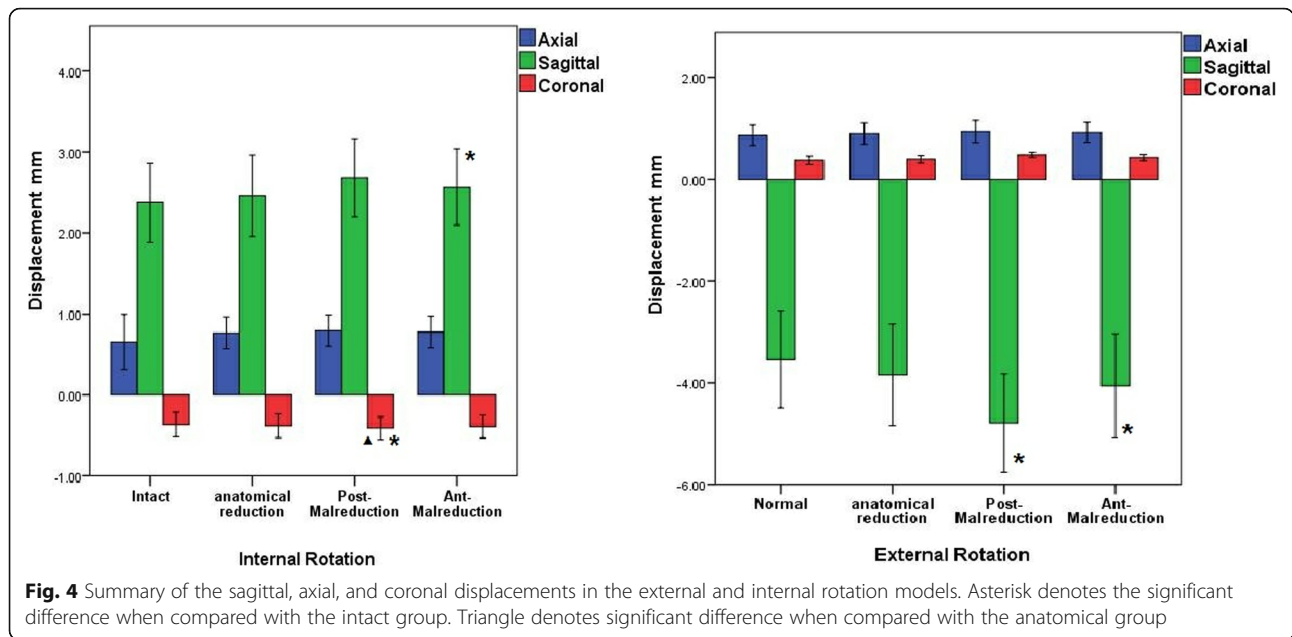 Axial
Sagittal
Coronal
4.00
3.00
2.00
1.00
0.00
-1.00
Displacement mm
*
▲ *
Intact
anatomical reduction
Post-Malreduction
Ant-Malreduction
Internal Rotation
Axial
Sagittal
Coronal
2.00
0.00
-2.00
-4.00
-6.00
Displacement mm
*
*
Normal
anatomical reduction
Post-Malreduction
Ant-Malreduction
External Rotation
Fig. 4 Summary of the sagittal, axial, and coronal displacements in the external and internal rotation models. Asterisk denotes the significant
difference when compared with the intact group. Triangle denotes significant difference when compared with the anatomical group